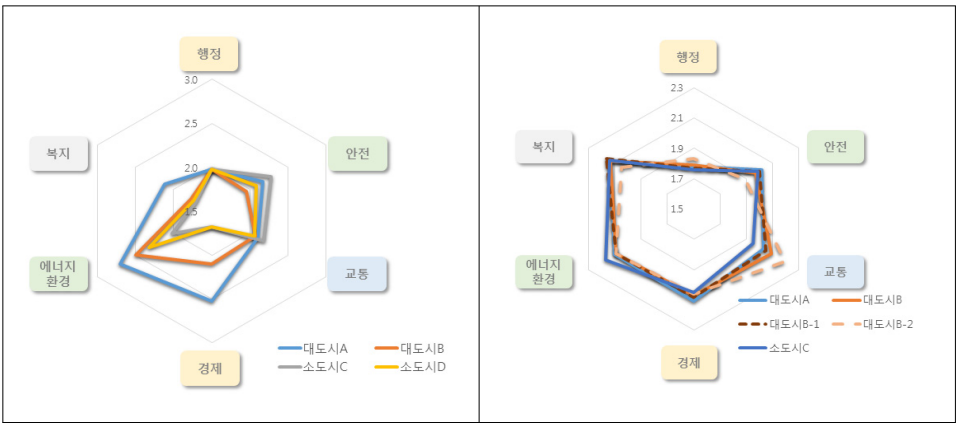 행정
3.0
2.5
2.0
1.5
복지
안전
에너지
환경
교통
경제
대도시A
대도시B
소도시C
소도시D
행정
2.3
2.1
1.9
1.7
1.5
복지
안전
에너지
환경
교통
경제
대도시A
대도시B
대도시B-1
대도시B-2
소도시C